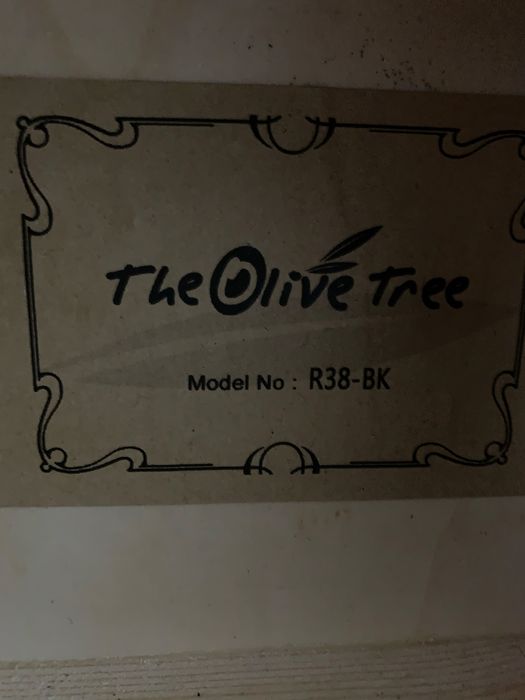 The Olive Tree
Model No : R38-BK